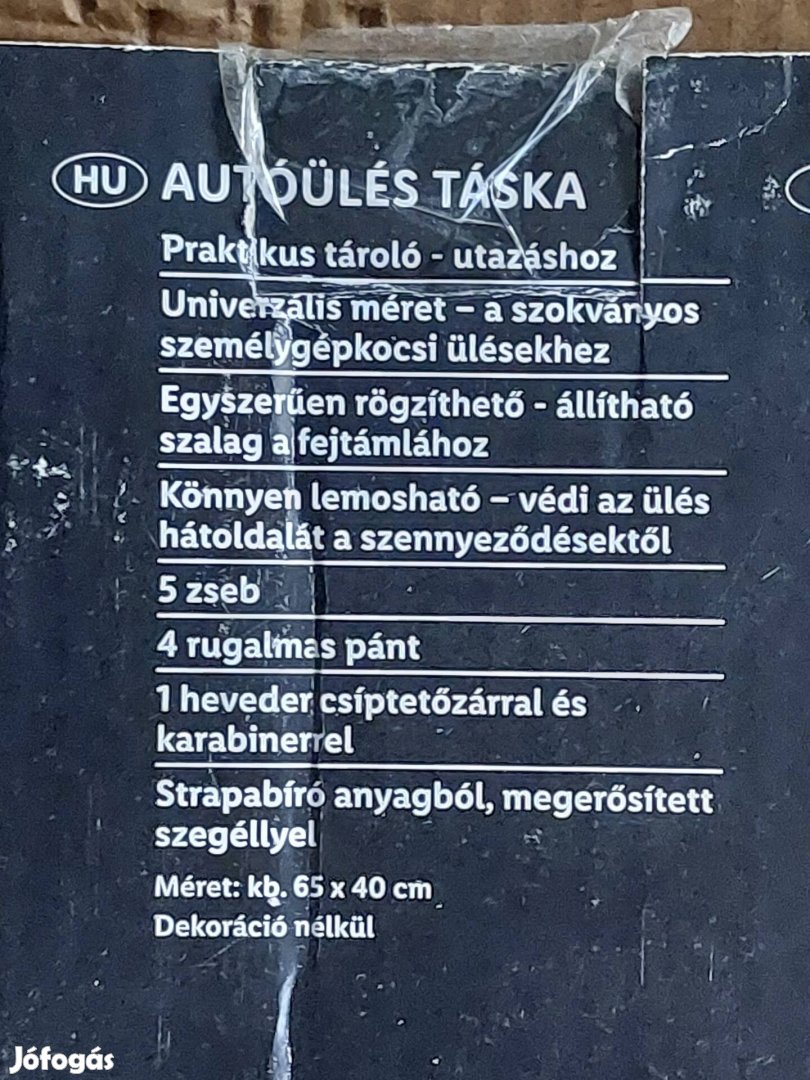 HU AUTÓÜLÉS TÁSKA
Praktikus tároló - utazáshoz
Univerzális méret – a szokványos
személygépkocsi ülésekhez
Egyszerűen rögzíthető - állítható
szalag a fejtámlához
Könnyen lemosható – védi az ülés
hátoldalát a szennyeződésektől
5 zseb
4 rugalmas pánt
1 heveder csíptetőzárral és
karabinerrel
Strapabíró anyagból, megerősített
szegéllyel
Méret: kb. 65 x 40 cm
Dekoráció nélkül
Jófogás